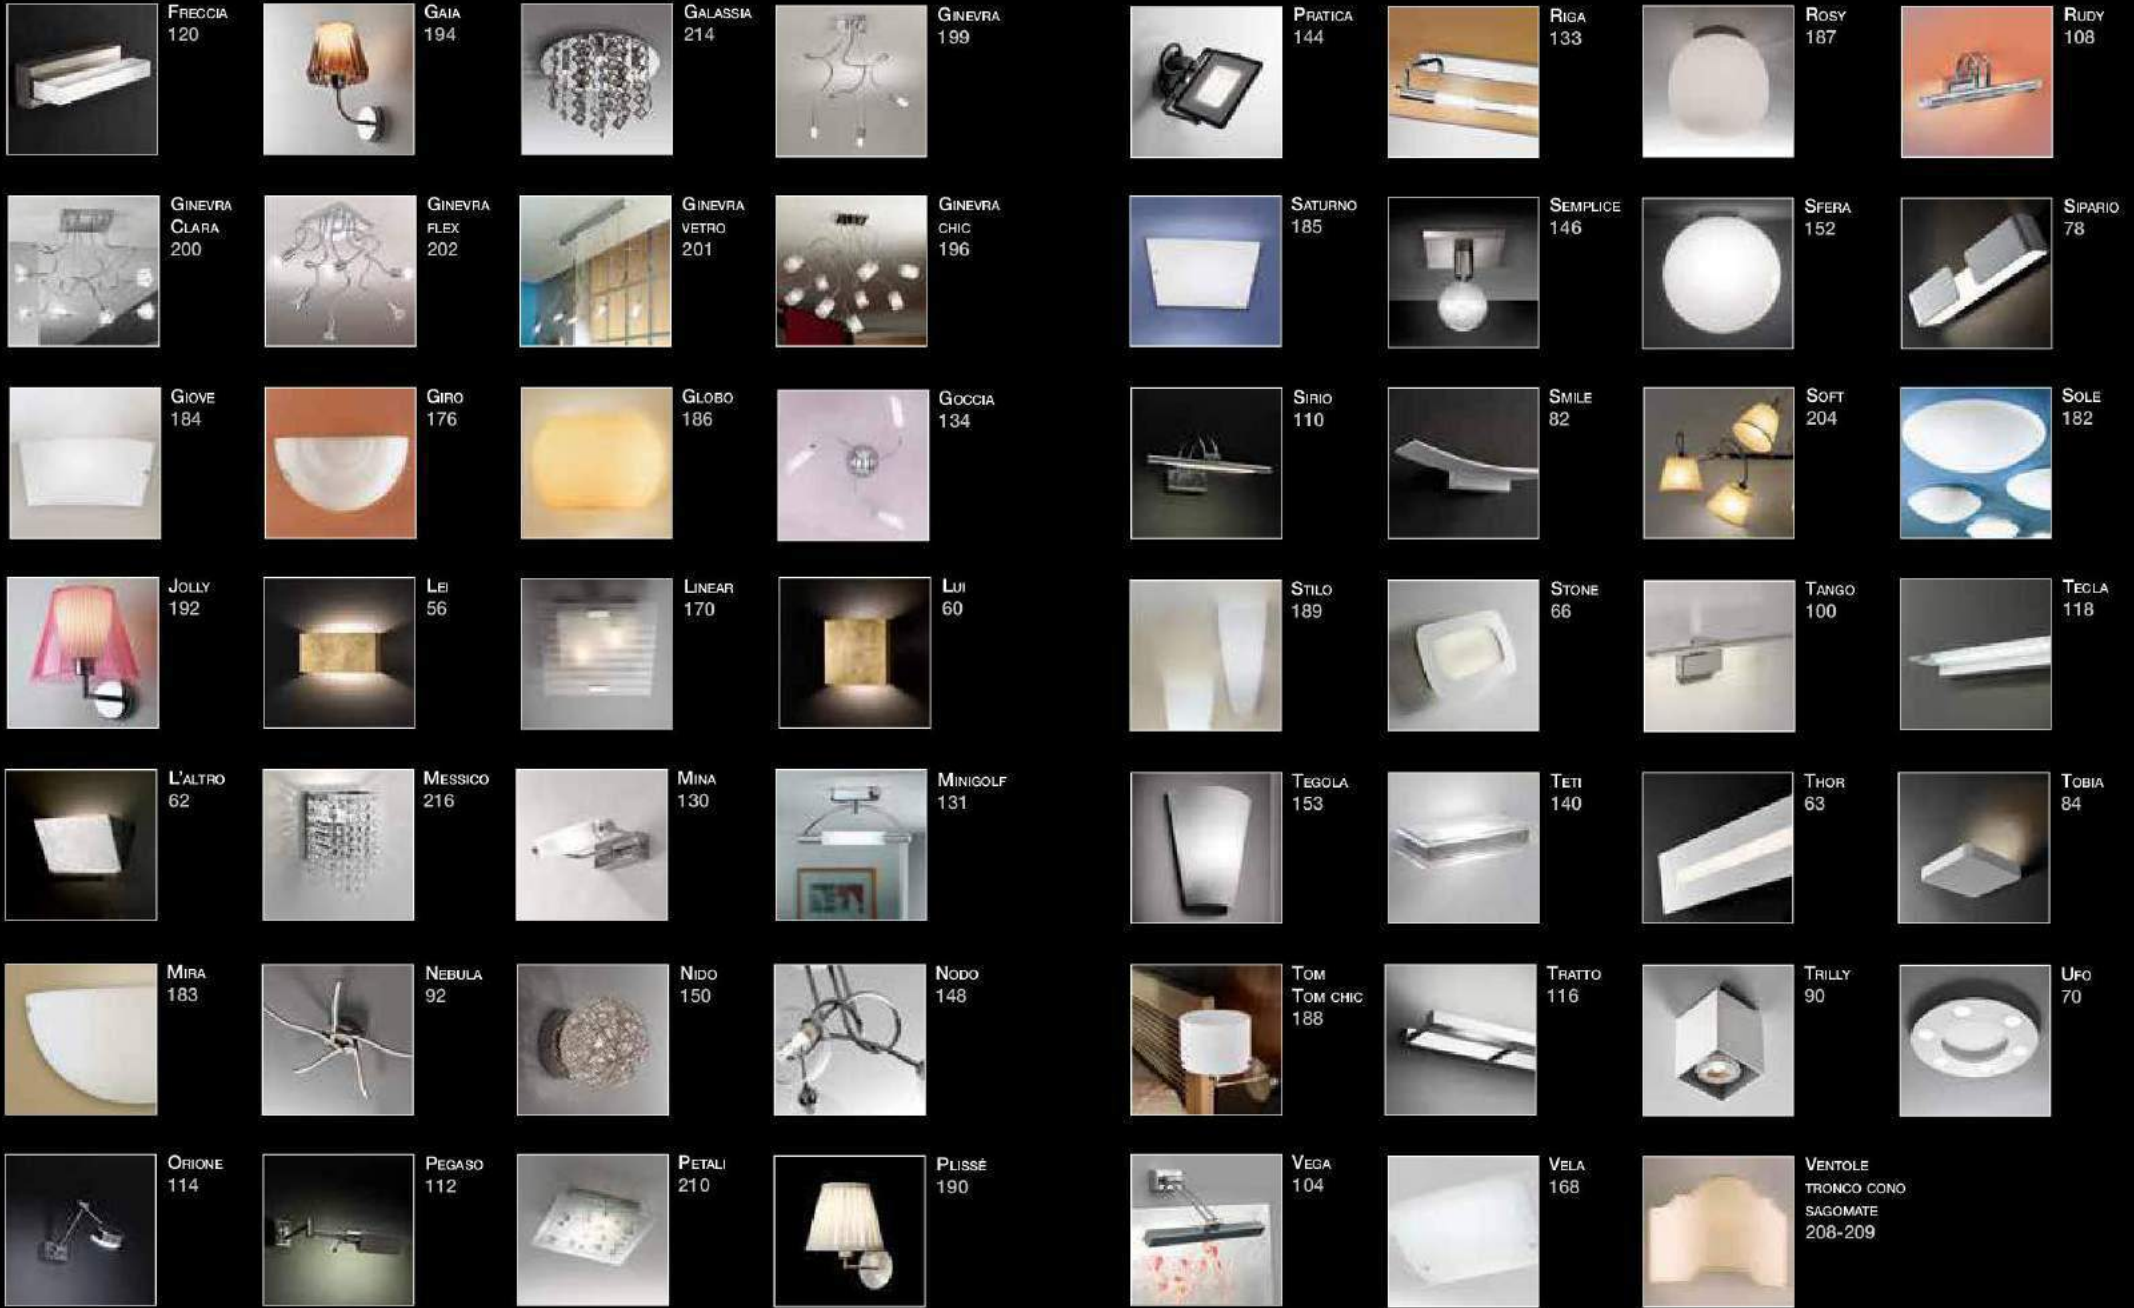 FRECCIA
120
GAIA
194
GALASSIA
214
GINEVRA
199
GINEVRA
CLARA
200
GINEVRA
FLEX
202
GINEVRA
VETRO
201
GINEVRA
CHIC
196
GIOVE
184
GIRO
176
GLOBO
186
GOCCIA
134
JOLLY
192
LEI
56
LINEAR
170
LUI
60
L'ALTRO
62
MESSICO
216
MINA
130
MINIGOLF
131
MIRA
183
NEBULA
92
NIDO
150
NODO
148
ORIONE
114
PEGASO
112
PETALI
210
PLISSÉ
190
PRATICA
144
RIGA
133
ROSY
187
RUDY
108
SATURNO
185
SEMPLICE
146
SFERA
152
SIPARIO
78
SIRIO
110
SMILE
82
SOFT
204
SOLE
182
STILO
189
STONE
66
TANGO
100
TECLA
118
TEGOLA
153
TETI
140
THOR
63
TOBIA
84
TOM
TOM CHIC
188
TRATTO
116
TRILLY
90
UFO
70
VEGA
104
VELA
168
VENTOLE
TRONCO CONO
SAGOMATE
208-209